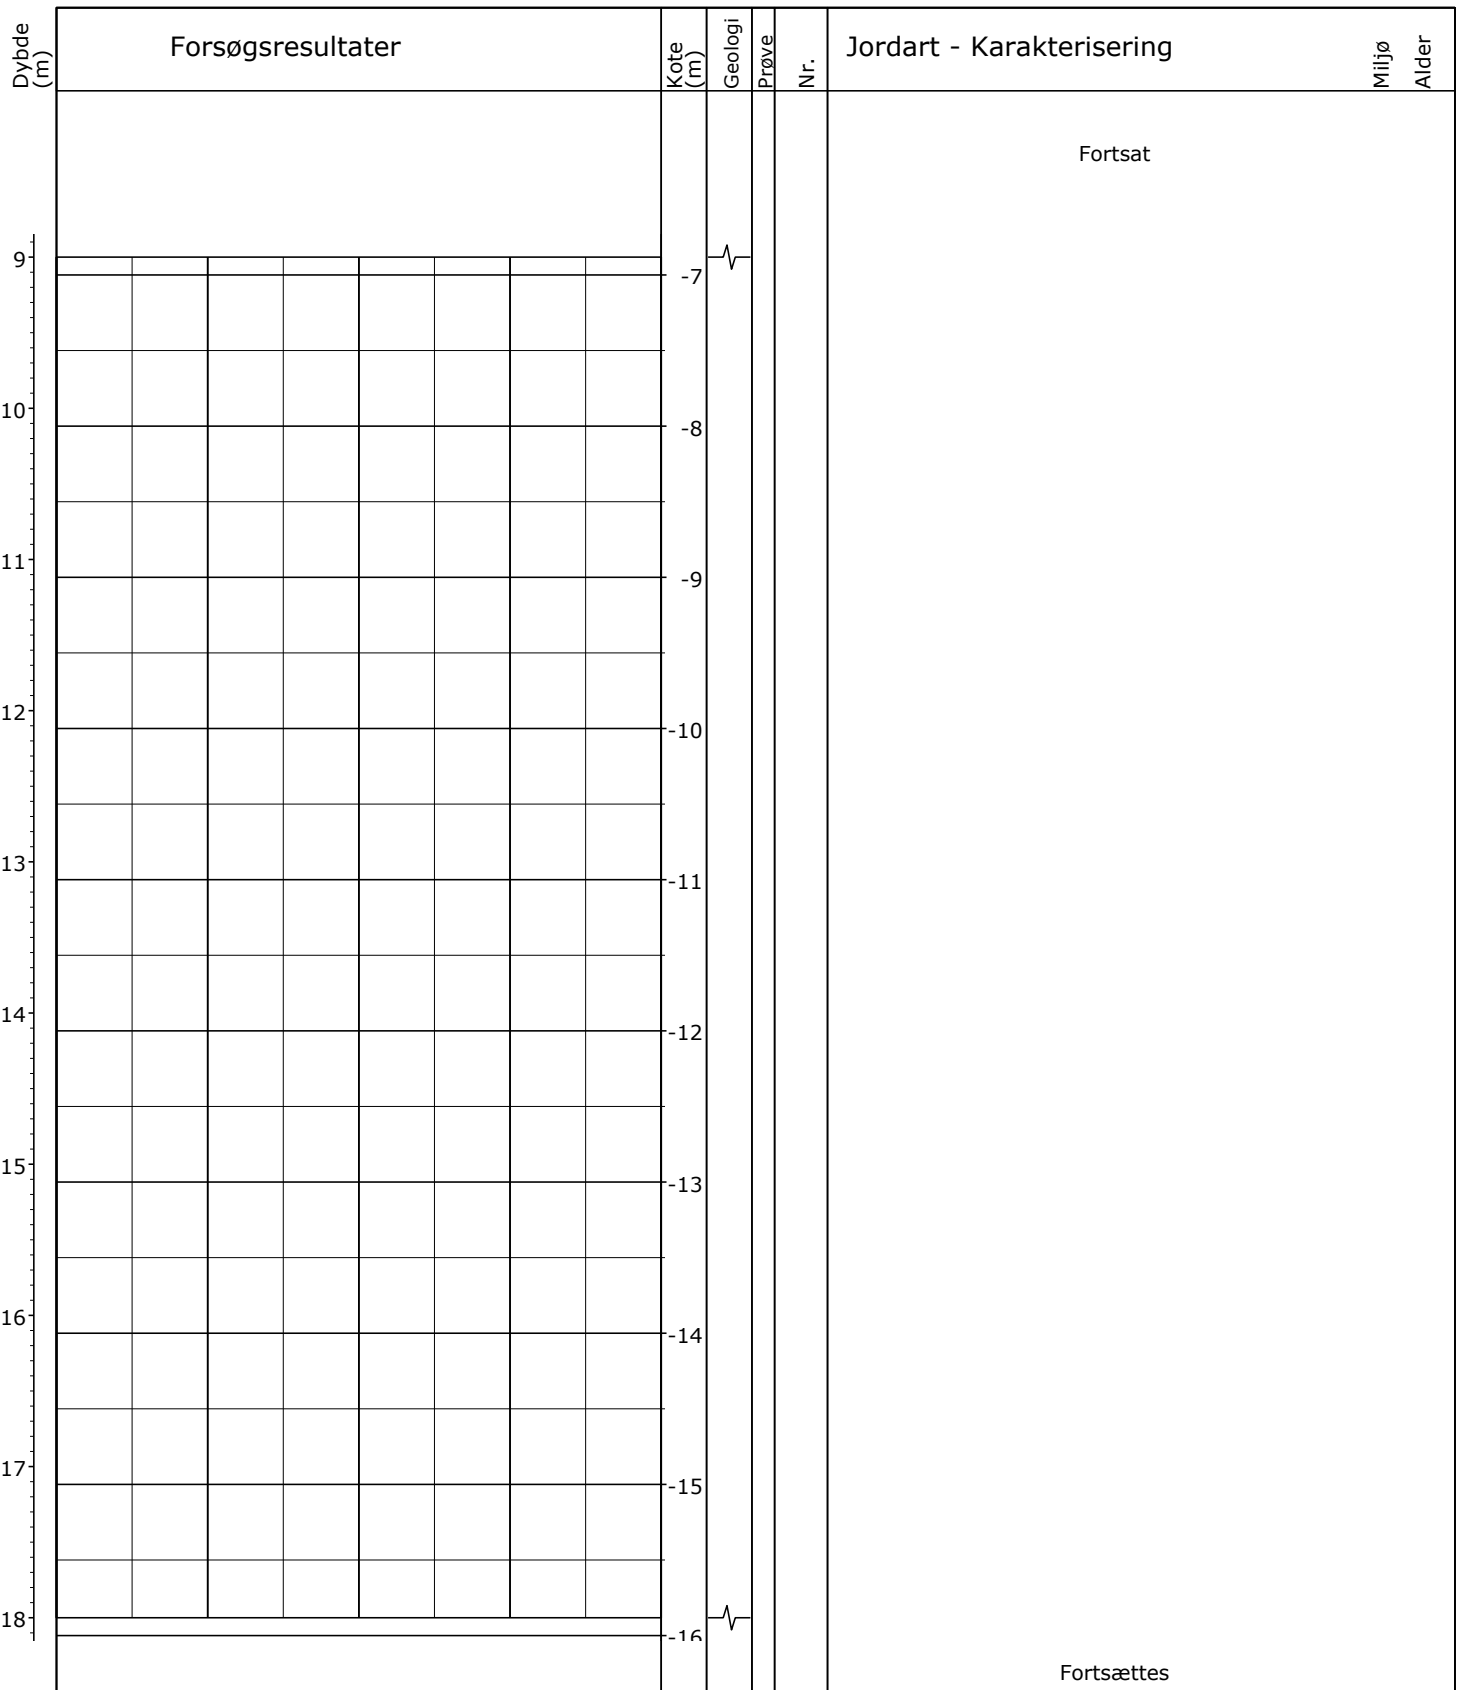 Dybde
(m)
Forsøgsresultater
Kote
(m)
Geologi
Prøve
Nr.
Jordart - Karakterisering
Miljø
Alder
Fortsat
9
-7
10
-8
11
-9
12
-10
13
-11
14
-12
15
-13
16
-14
17
-15
18
-16
Fortsættes